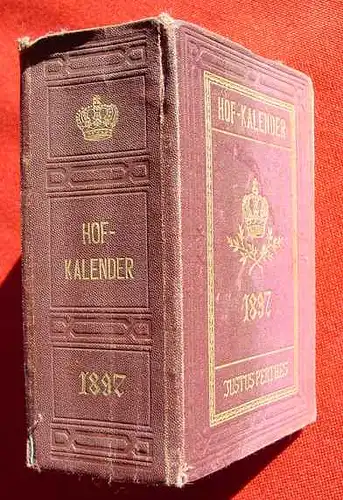 HOF-
KALENDER
1897
HOF-KALENDER
1897
JUSTUS PERTHES